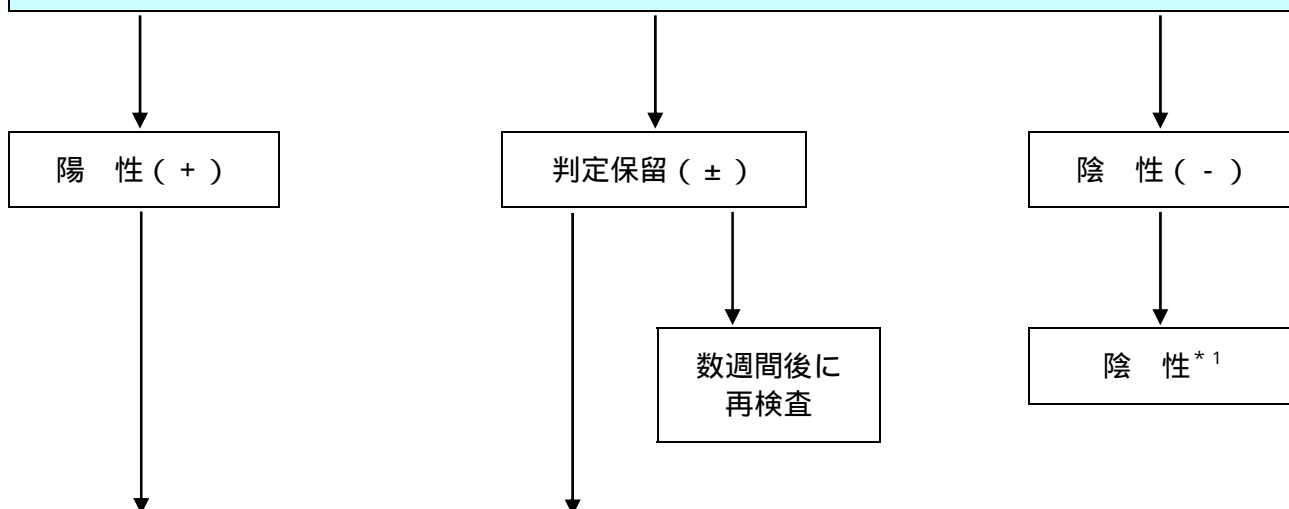 陽　性（+）
判定保留（±）
陰　性（-）
数週間後に
再検査
陰　性*1